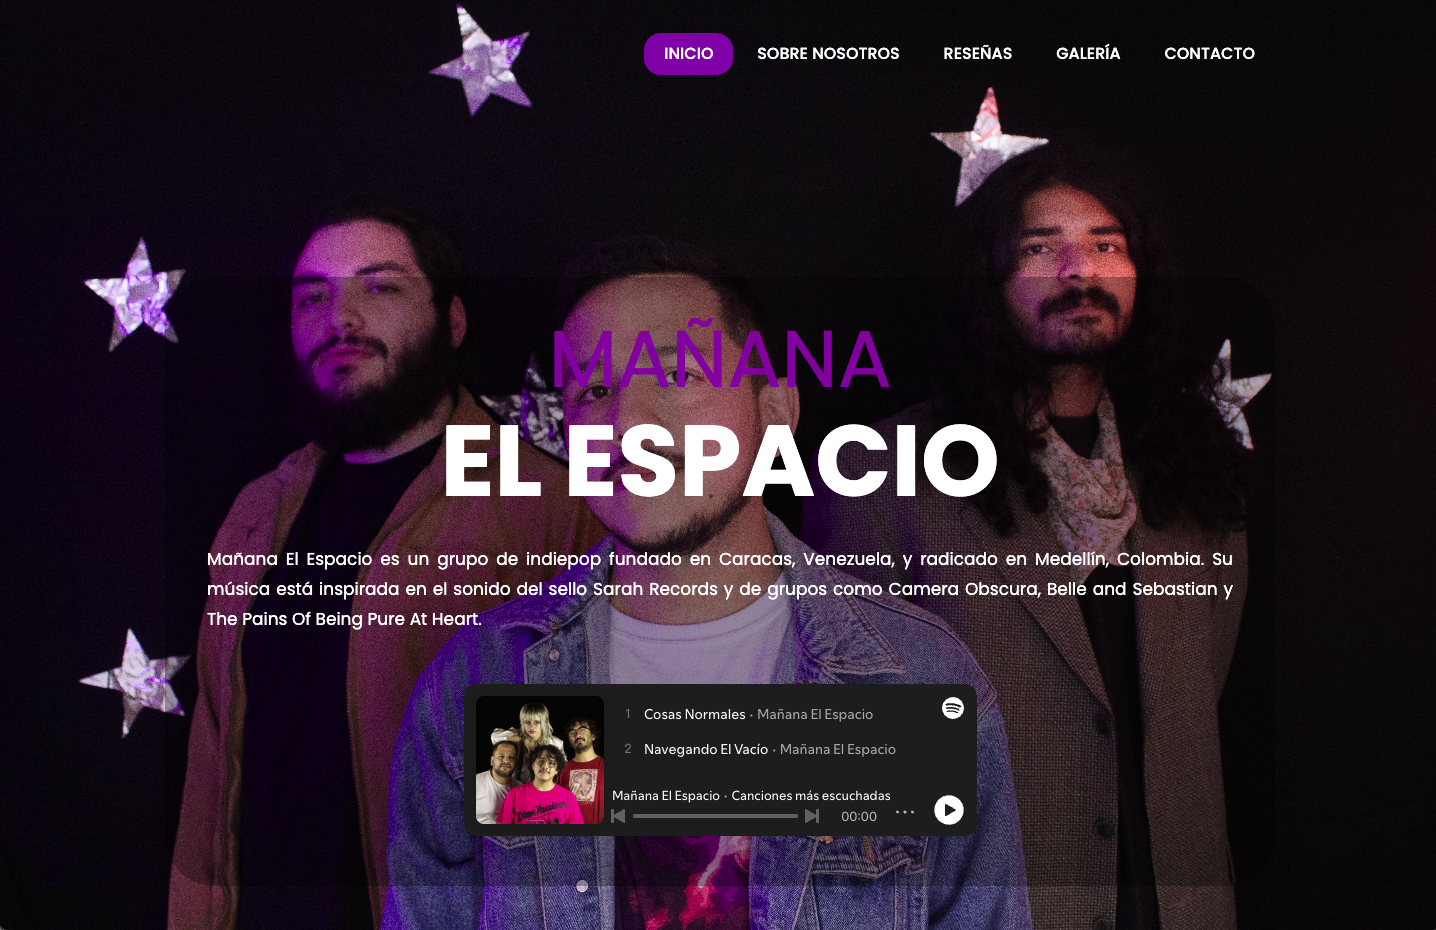 INICIO SOBRE NOSOTROS RESEÑAS GALERÍA CONTACTO
MAÑANA
EL ESPACIO
Mañana El Espacio es un grupo de indiepop fundado en Caracas, Venezuela, y radicado en Medellín, Colombia. Su
música está inspirada en el sonido del sello Sarah Records y de grupos como Camera Obscura, Belle and Sebastian y
The Pains Of Being Pure At Heart.
1 Cosas Normales · Mañana El Espacio
2 Navegando El Vacío · Mañana El Espacio
Mañana El Espacio · Canciones más escuchadas
00:00